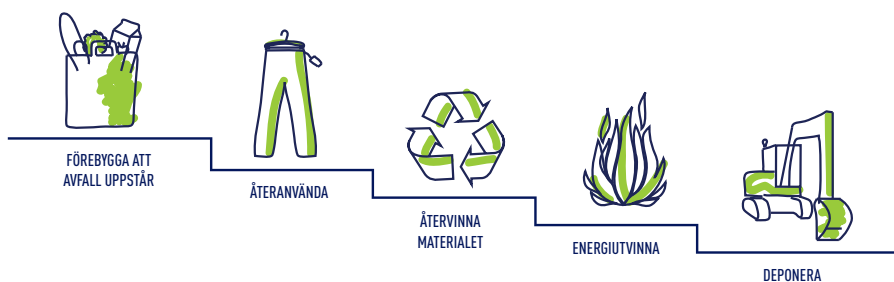 FÖREBYGGA ATT
AVFALL UPPSTÅR
ÅTERANVÄNDA
ÅTERVINNA
MATERIALET
ENERGIUTVINNA
DEPONERA